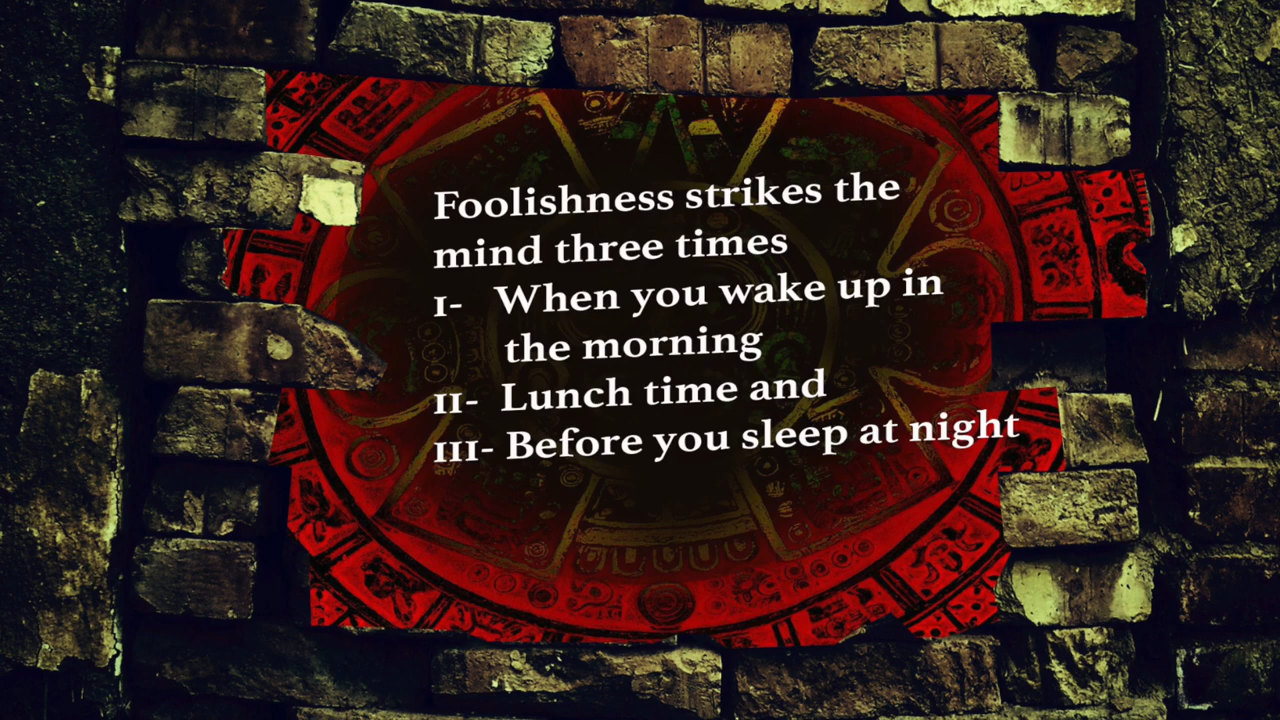 Foolishness strikes the
mind three times
I- When you wake up in
the morning
II- Lunch time and
III- Before you sleep at night